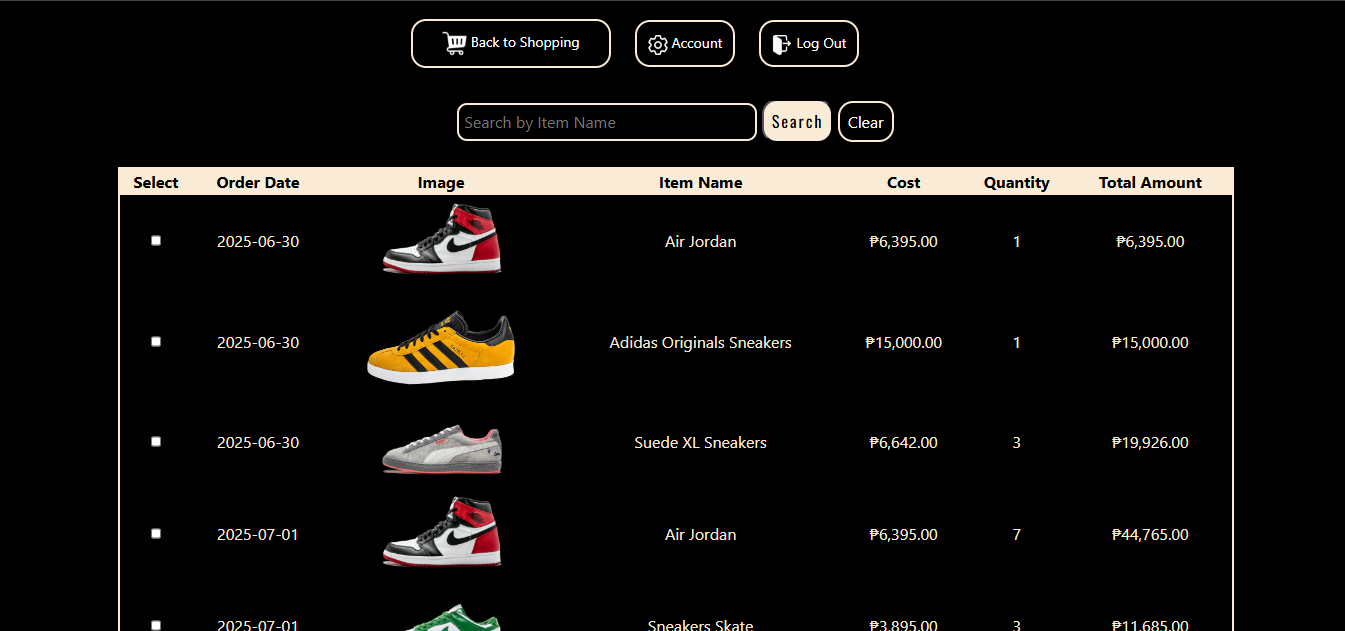 Back to Shopping Account Log Out
Search by Item Name Search Clear
Select Order Date Image Item Name Cost Quantity Total Amount
2025-06-30 Air Jordan ₱6,395.00 1 ₱6,395.00
2025-06-30 Adidas Originals Sneakers ₱15,000.00 1 ₱15,000.00
2025-06-30 Suede XL Sneakers ₱6,642.00 3 ₱19,926.00
2025-07-01 Air Jordan ₱6,395.00 7 ₱44,765.00
2025-07-01 Sneakers Skate ₱3,895.00 3 ₱11,685.00